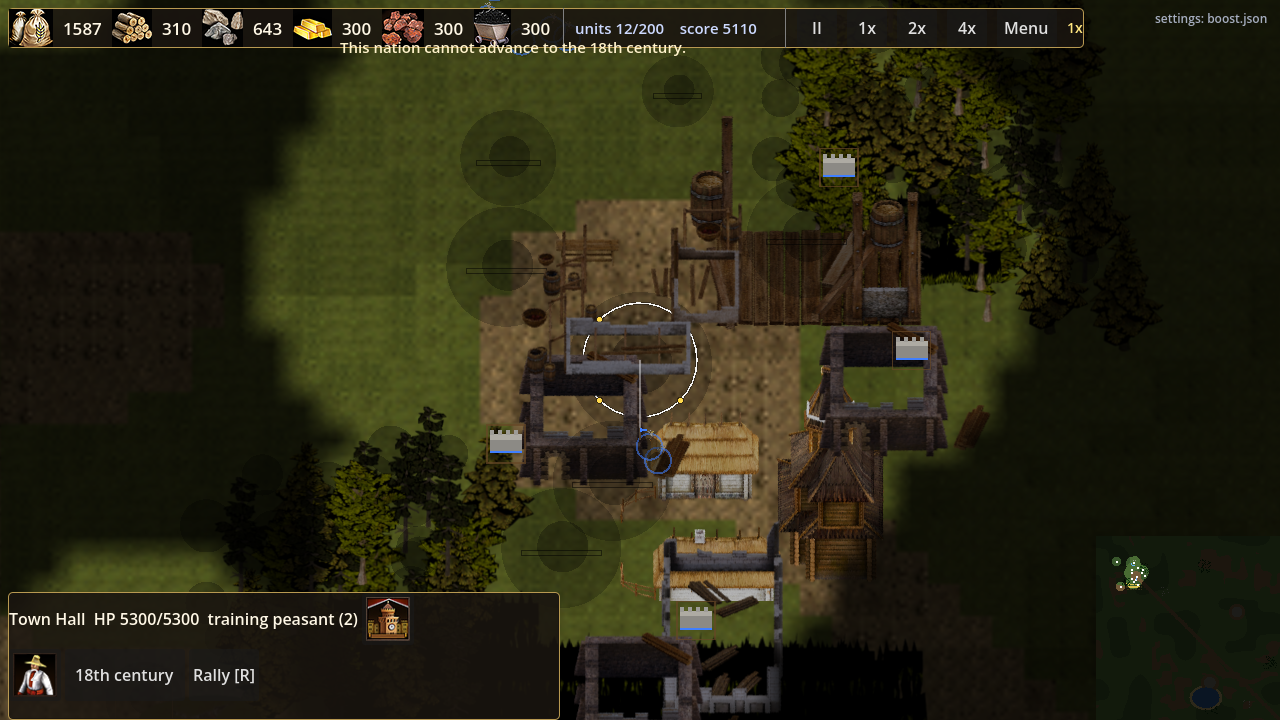 1587 310 643 300 300 300 units 12/200 score 5110 II 1x 2x 4x Menu 1x
settings: boost.json
This nation cannot advance to the 18th century.
Town Hall HP 5300/5300 training peasant (2)
18th century Rally [R]